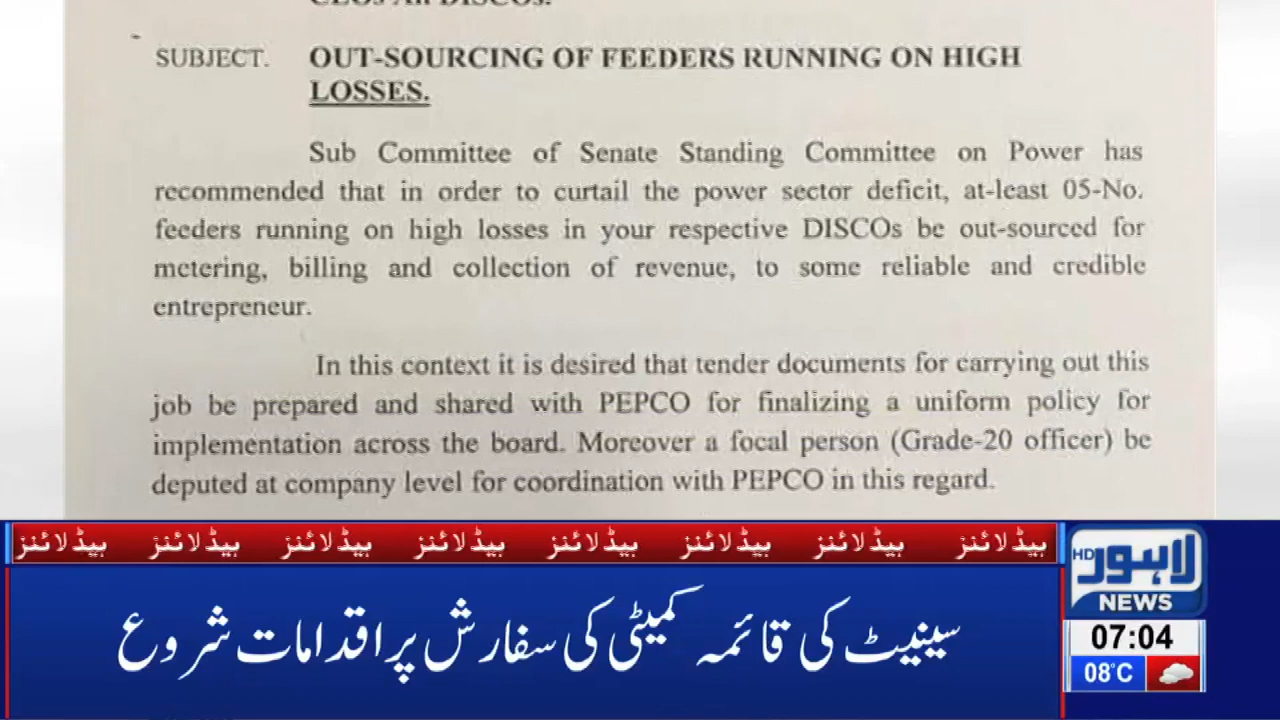 CEOs All DISCOs.
SUBJECT. OUT-SOURCING OF FEEDERS RUNNING ON HIGH
LOSSES.
Sub Committee of Senate Standing Committee on Power has
recommended that in order to curtail the power sector deficit, at-least 05-No.
feeders running on high losses in your respective DISCOs be out-sourced for
metering, billing and collection of revenue, to some reliable and credible
entrepreneur.
In this context it is desired that tender documents for carrying out this
job be prepared and shared with PEPCO for finalizing a uniform policy for
implementation across the board. Moreover a focal person (Grade-20 officer) be
deputed at company level for coordination with PEPCO in this regard.
ہیڈلائنز ہیڈلائنز ہیڈلائنز ہیڈلائنز ہیڈلائنز ہیڈلائنز ہیڈلائنز ہیڈلائنز
سینیٹ کی قائمہ کمیٹی کی سفارش پر اقدامات شروع
HD لاہور
NEWS
07:04
08°C